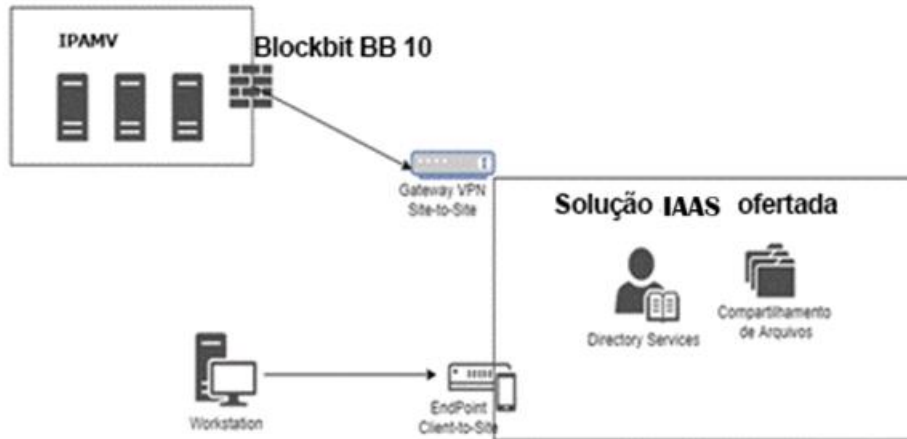 IPAMV
Blockbit BB 10
Gateway VPN
Site-to-Site
Solução IAAS ofertada
Directory Services
Compartilhamento
de Arquivos
Workstation
EndPoint
Client-to-Site